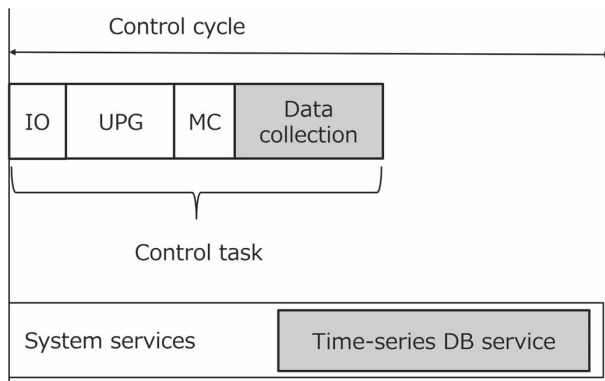 Control cycle
IO UPG MC Data
collection
Control task
System services Time-series DB service